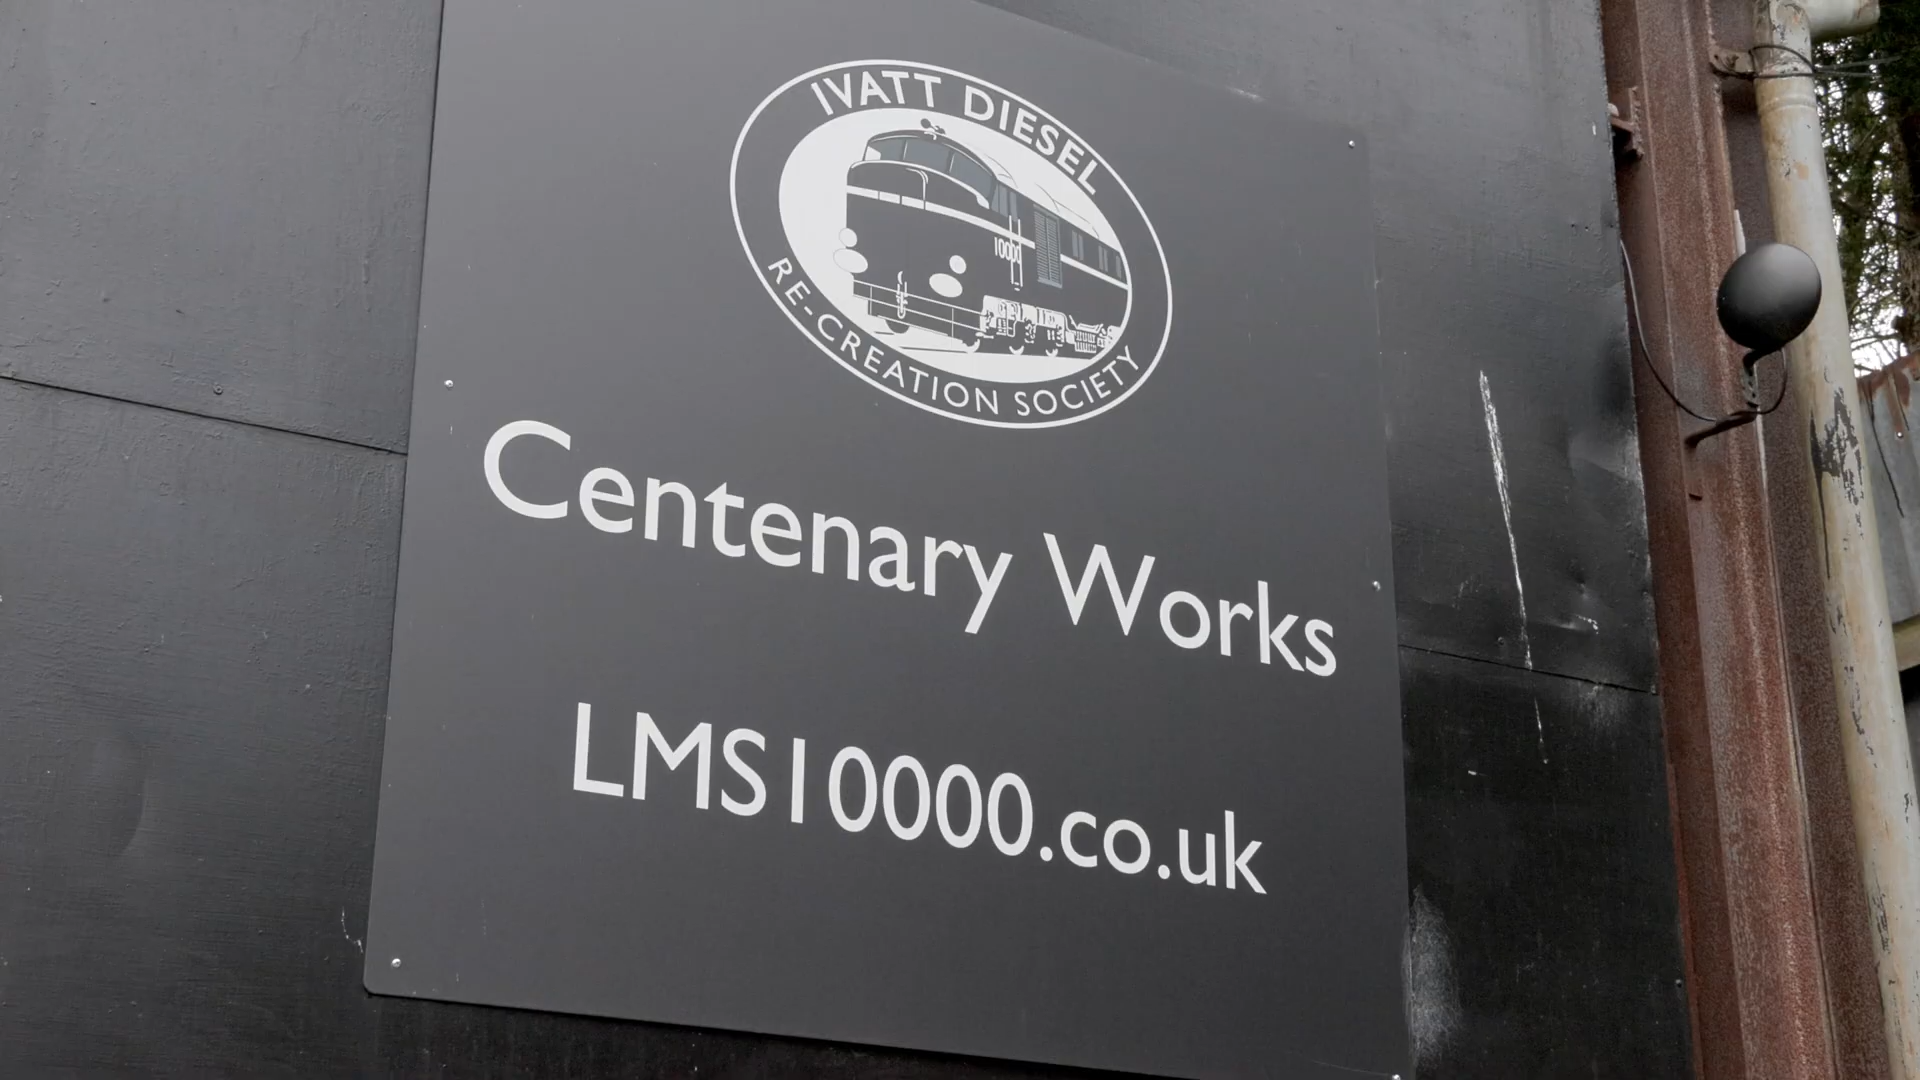 IVATT DIESEL
10000
RE-CREATION SOCIETY
Centenary Works
LMS10000.co.uk